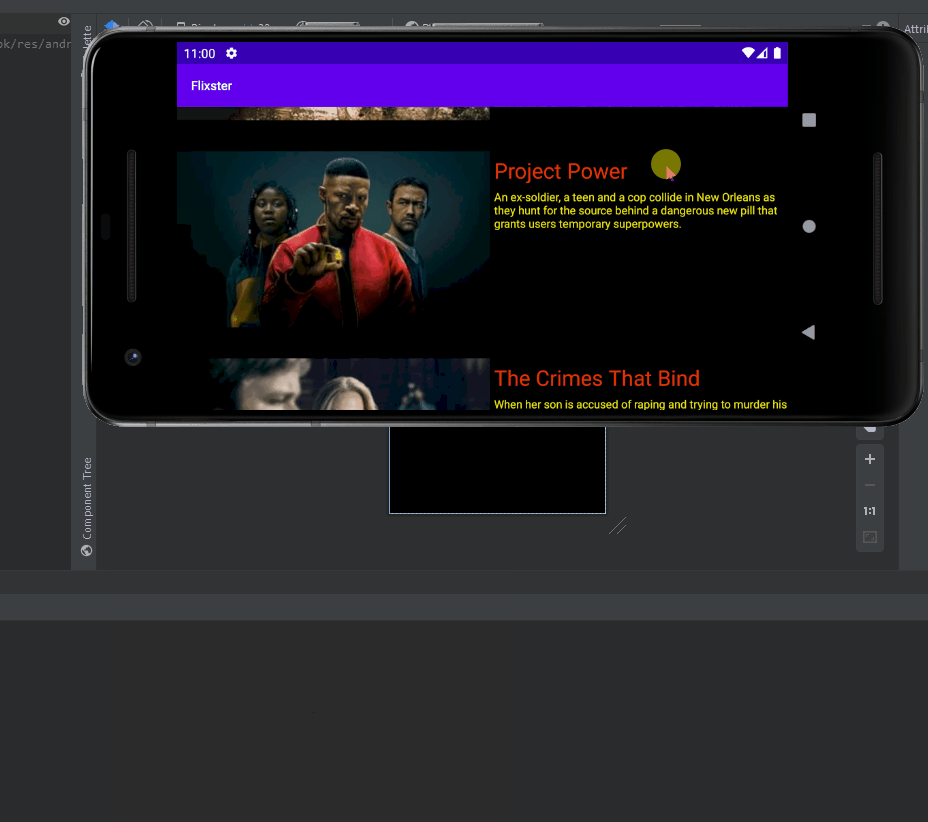 ok/res/andr
Attri
11:00
Flixster
Project Power
An ex-soldier, a teen and a cop collide in New Orleans as
they hunt for the source behind a dangerous new pill that
grants users temporary superpowers.
The Crimes That Bind
When her son is accused of raping and trying to murder his
Component Tree
1:1